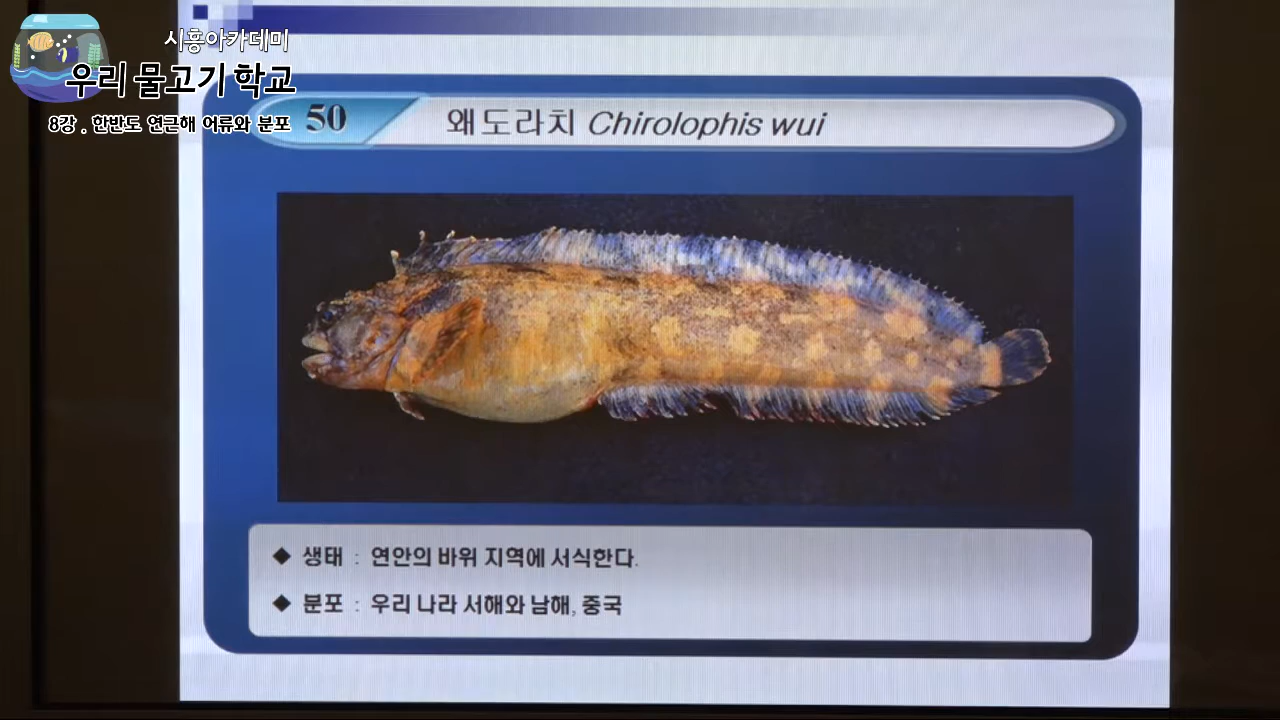 시흥아카데미
우리 물고기 학교
8강 . 한반도 연근해 어류와 분포
50
왜도라치 Chirolophis wui
◆ 생태 : 연안의 바위 지역에 서식한다.
◆ 분포 : 우리 나라 서해와 남해, 중국